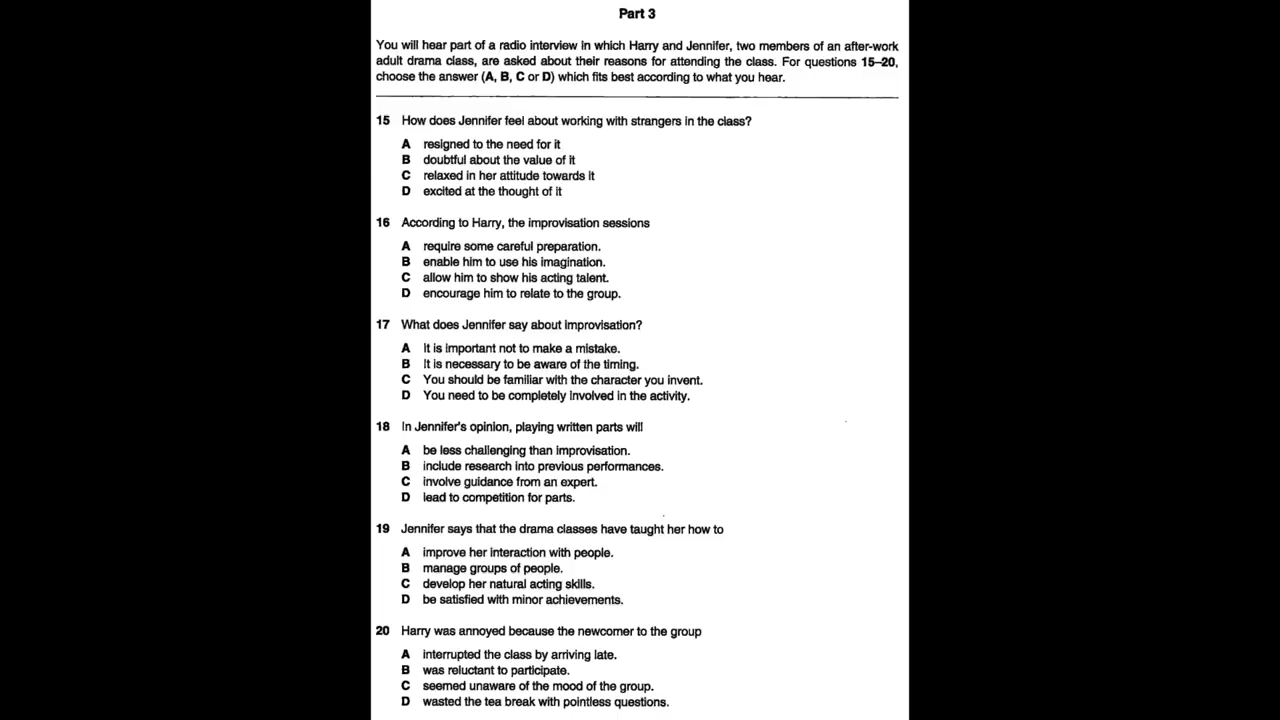 Part 3
You will hear part of a radio interview in which Harry and Jennifer, two members of an after-work
adult drama class, are asked about their reasons for attending the class. For questions 15–20,
choose the answer (A, B, C or D) which fits best according to what you hear.
15 How does Jennifer feel about working with strangers in the class?
A resigned to the need for it
B doubtful about the value of it
C relaxed in her attitude towards it
D excited at the thought of it
16 According to Harry, the improvisation sessions
A require some careful preparation.
B enable him to use his imagination.
C allow him to show his acting talent.
D encourage him to relate to the group.
17 What does Jennifer say about improvisation?
A It is important not to make a mistake.
B It is necessary to be aware of the timing.
C You should be familiar with the character you invent.
D You need to be completely involved in the activity.
18 In Jennifer's opinion, playing written parts will
A be less challenging than improvisation.
B include research into previous performances.
C involve guidance from an expert.
D lead to competition for parts.
19 Jennifer says that the drama classes have taught her how to
A improve her interaction with people.
B manage groups of people.
C develop her natural acting skills.
D be satisfied with minor achievements.
20 Harry was annoyed because the newcomer to the group
A interrupted the class by arriving late.
B was reluctant to participate.
C seemed unaware of the mood of the group.
D wasted the tea break with pointless questions.